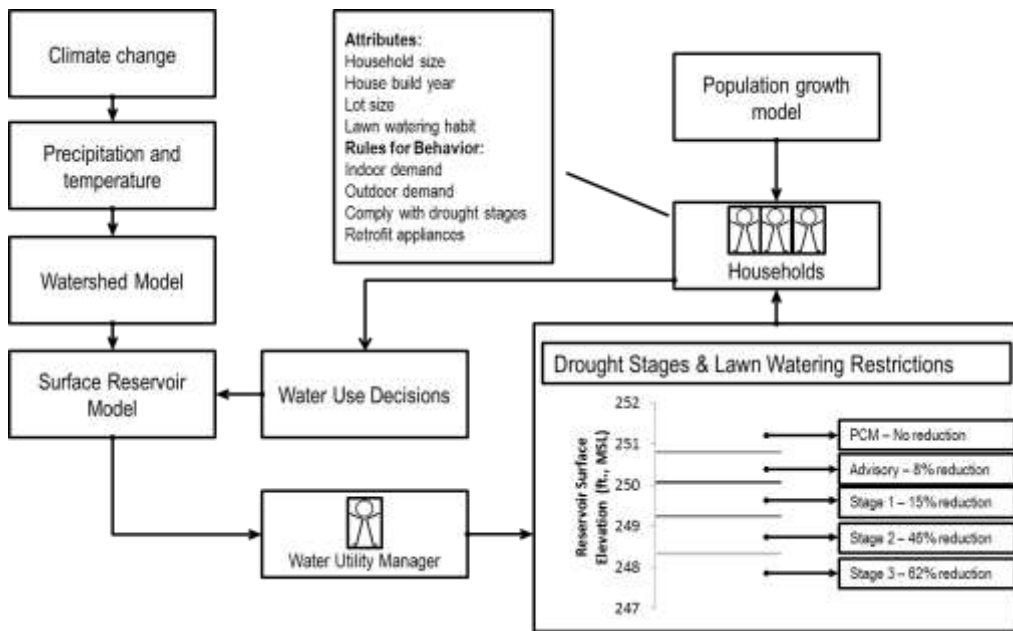 Climate change
Precipitation and
temperature
Watershed Model
Surface Reservoir
Model
Attributes:
Household size
House build year
Lot size
Lawn watering habit
Rules for Behavior:
Indoor demand
Outdoor demand
Comply with drought stages
Retrofit appliances
Population growth
model
Households
Water Use Decisions
Water Utility Manager
Drought Stages & Lawn Watering Restrictions
Reservoir Surface
Elevation (ft., MSL)
252
251
250
249
248
247
PCM – No reduction
Advisory – 8% reduction
Stage 1 – 15% reduction
Stage 2 – 46% reduction
Stage 3 – 62% reduction